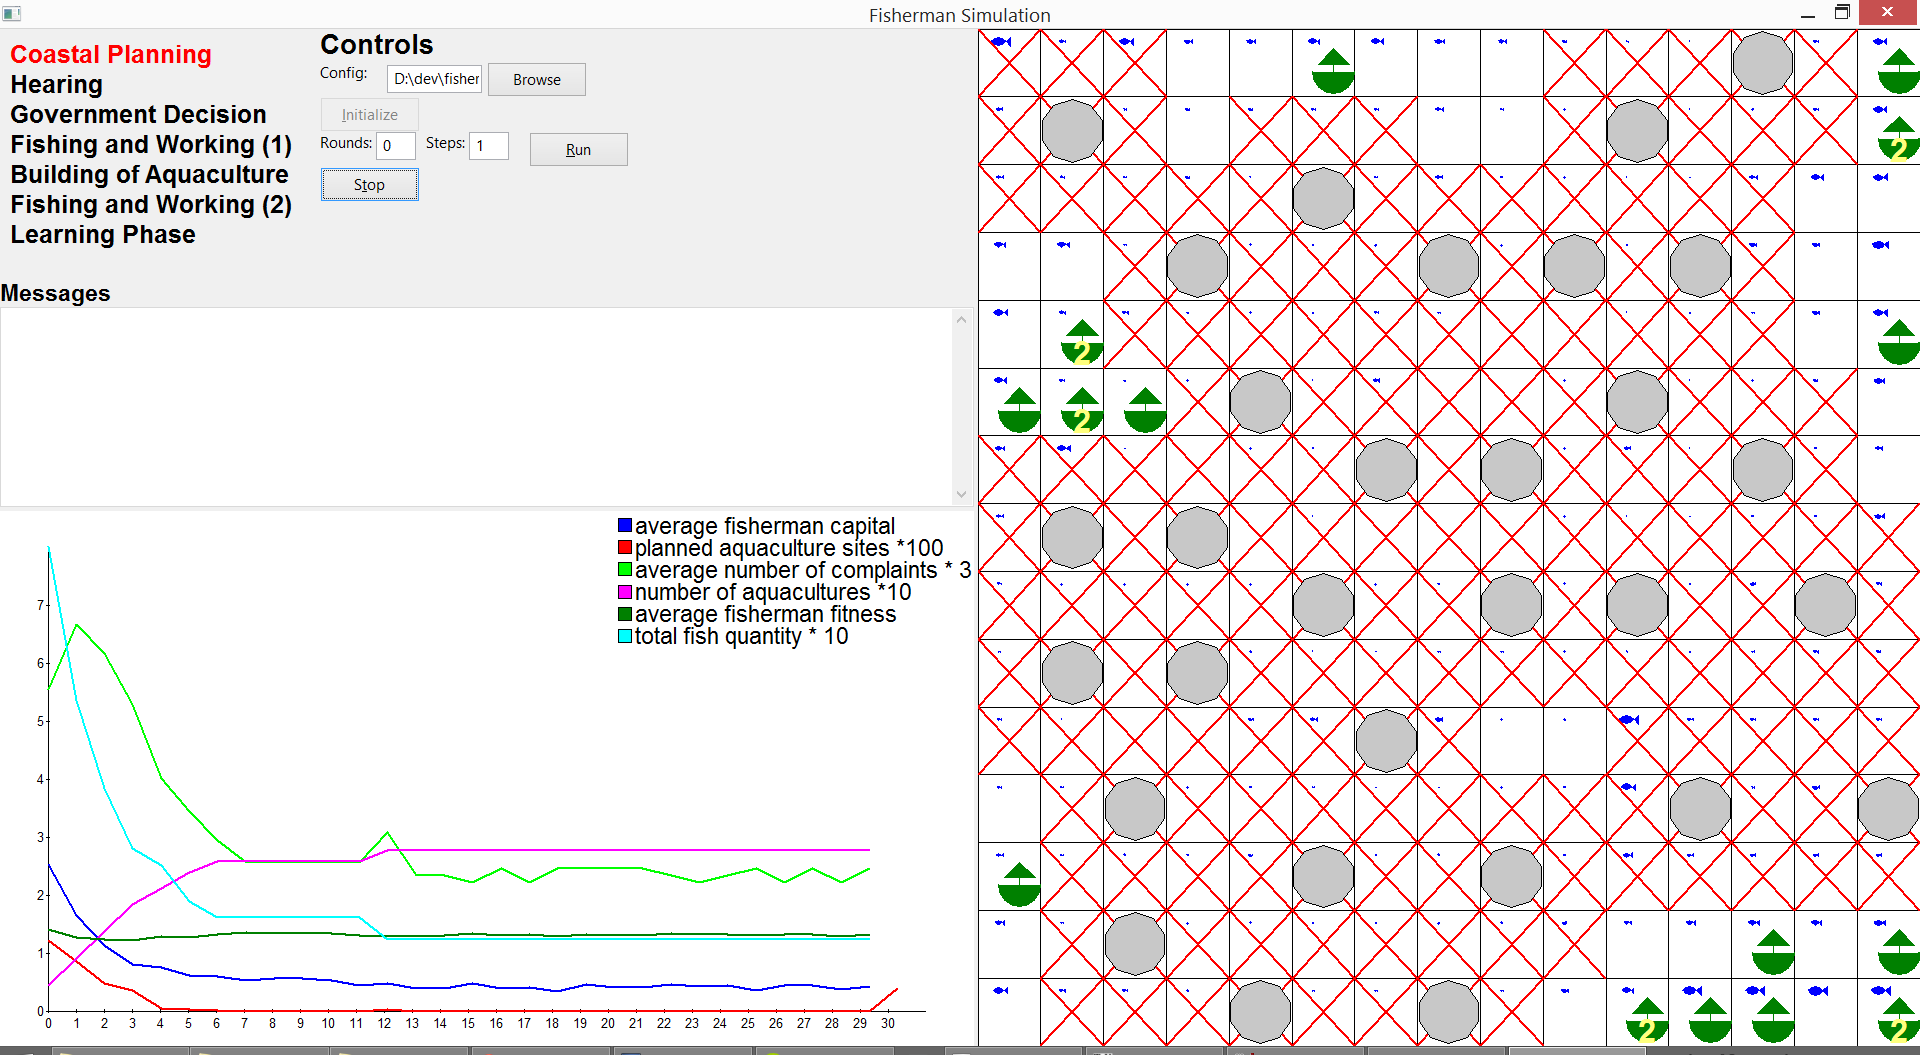 Fisherman Simulation
Coastal Planning
Hearing
Government Decision
Fishing and Working (1)
Building of Aquaculture
Fishing and Working (2)
Learning Phase
Controls
Config:
D:\dev\fisher
Browse
Initialize
Rounds:
0
Steps:
1
Run
Stop
Messages
average fisherman capital
planned aquaculture sites *100
average number of complaints * 3
number of aquacultures *10
average fisherman fitness
total fish quantity * 10
7
6
5
4
3
2
1
0
0 1 2 3 4 5 6 7 8 9 10 11 12 13 14 15 16 17 18 19 20 21 22 23 24 25 26 27 28 29 30
2
2
2
2
2